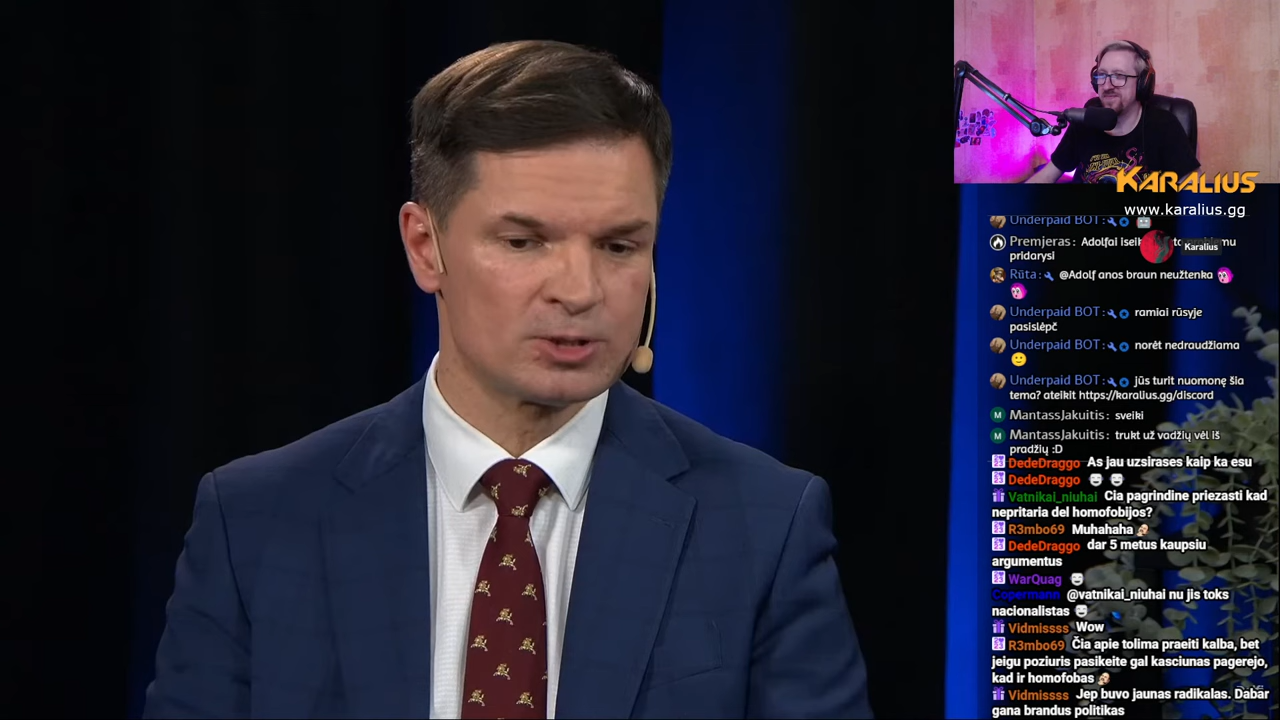 KARALIUS
www.karalius.gg
Underpaid BOT :
Premjeras : Adolfai
pridarysi
Karalius
Rūta : @Adolf anos braun neužtenka
Underpaid BOT : ramiai rūsyje
pasislėpč
Underpaid BOT : norėt nedraudžiama
Underpaid BOT : jūs turit nuomonę šia
tema? ateikit https://karalius.gg/discord
M MantassJakuitis : sveiki
M MantassJakuitis : trukt už vadžių vėl iš
pradžių :D
DedeDraggo As jau uzsirases kaip ka esu
DedeDraggo
Vatnikai_niuhai Cia pagrindine priezasti kad
nepritaria del homofobijos?
R3mbo69 Muhahaha
DedeDraggo dar 5 metus kaupsiu
argumentus
WarQuag
Copermann @vatnikai_niuhai nu jis toks
nacionalistas
Vidmissss Wow
R3mbo69 Čia apie tolima praeiti kalba, bet
jeigu poziuris pasikeite gal kasciunas pagerejo,
kad ir homofobas
Vidmissss Jep buvo jaunas radikalas. Dabar
gana brandus politikas